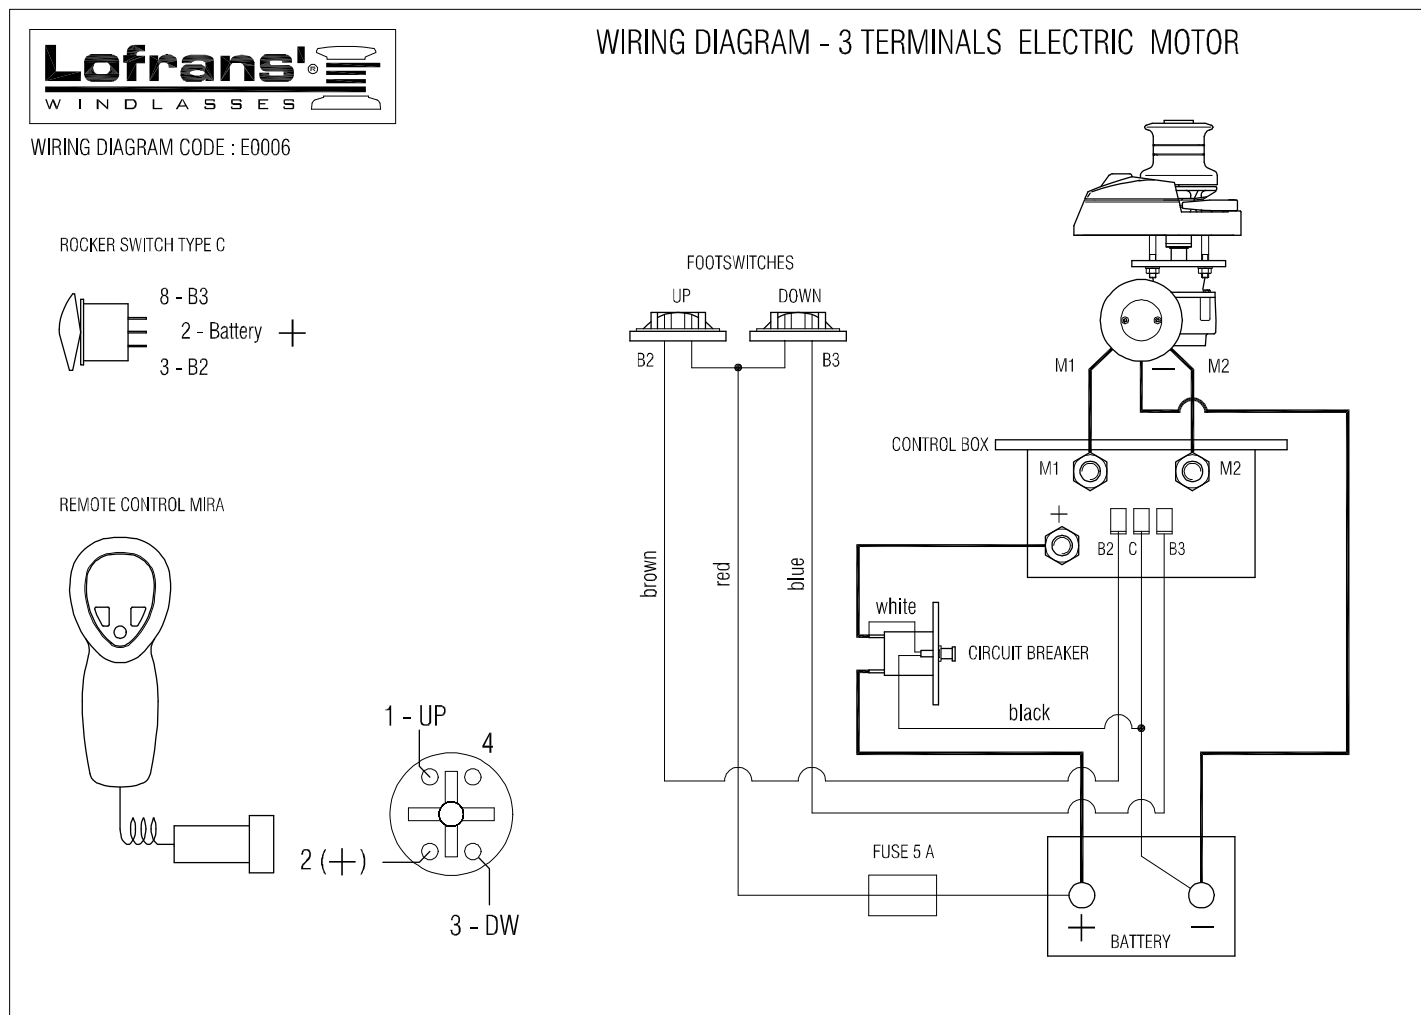 WIRING DIAGRAM - 3 TERMINALS ELECTRIC MOTOR
Lofrans'®
WINDLASSES
WIRING DIAGRAM CODE : E0006
ROCKER SWITCH TYPE C
8 - B3
2 - Battery +
3 - B2
REMOTE CONTROL MIRA
1 - UP
4
2 (+)
3 - DW
FOOTSWITCHES
UP
DOWN
B2
B3
brown
red
blue
M1
—
M2
CONTROL BOX
M1
M2
+
B2
C
B3
white
CIRCUIT BREAKER
black
FUSE 5 A
+
—
BATTERY